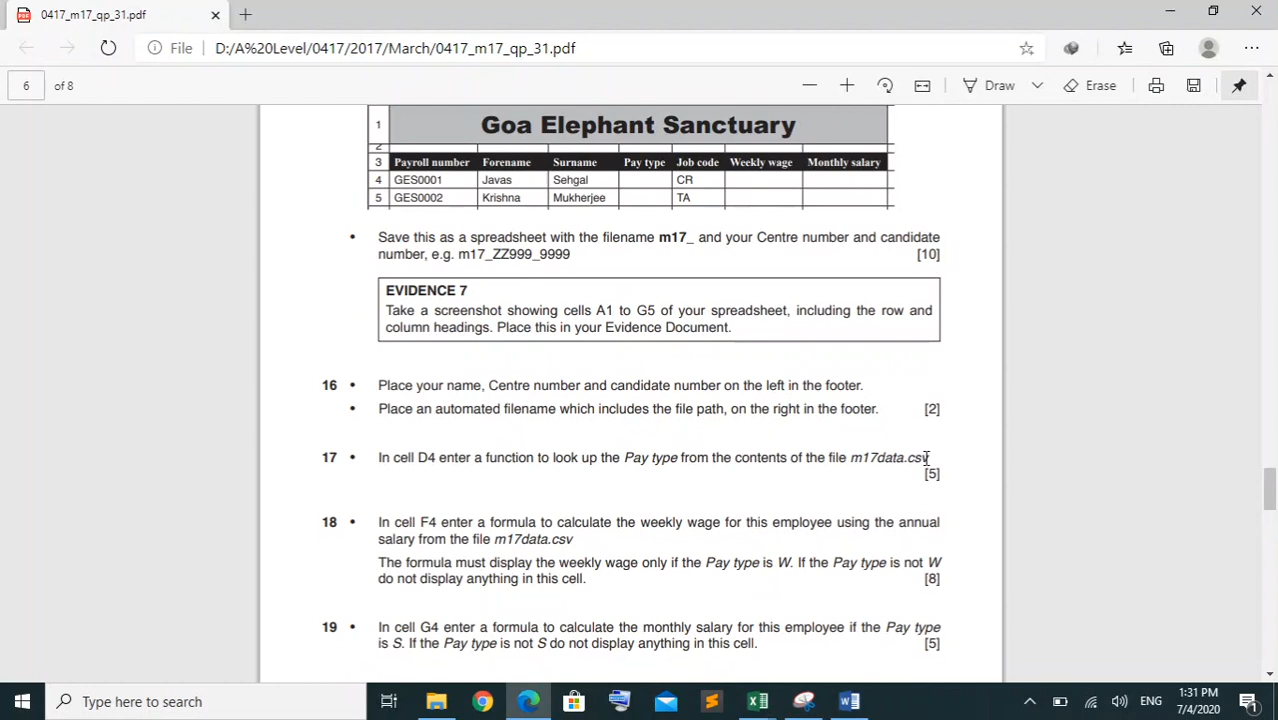 0417_m17_qp_31.pdf
File D:/A%20Level/0417/2017/March/0417_m17_qp_31.pdf
6 of 8 Draw Erase
1 Goa Elephant Sanctuary
2
3 Payroll number Forename Surname Pay type Job code Weekly wage Monthly salary
4 GES0001 Javas Sehgal CR
5 GES0002 Krishna Mukherjee TA
• Save this as a spreadsheet with the filename m17_ and your Centre number and candidate
number, e.g. m17_ZZ999_9999 [10]
EVIDENCE 7
Take a screenshot showing cells A1 to G5 of your spreadsheet, including the row and
column headings. Place this in your Evidence Document.
16 • Place your name, Centre number and candidate number on the left in the footer.
• Place an automated filename which includes the file path, on the right in the footer. [2]
17 • In cell D4 enter a function to look up the Pay type from the contents of the file m17data.csv
[5]
18 • In cell F4 enter a formula to calculate the weekly wage for this employee using the annual
salary from the file m17data.csv
The formula must display the weekly wage only if the Pay type is W. If the Pay type is not W
do not display anything in this cell. [8]
19 • In cell G4 enter a formula to calculate the monthly salary for this employee if the Pay type
is S. If the Pay type is not S do not display anything in this cell. [5]
Type here to search
ENG
1:31 PM
7/4/2020